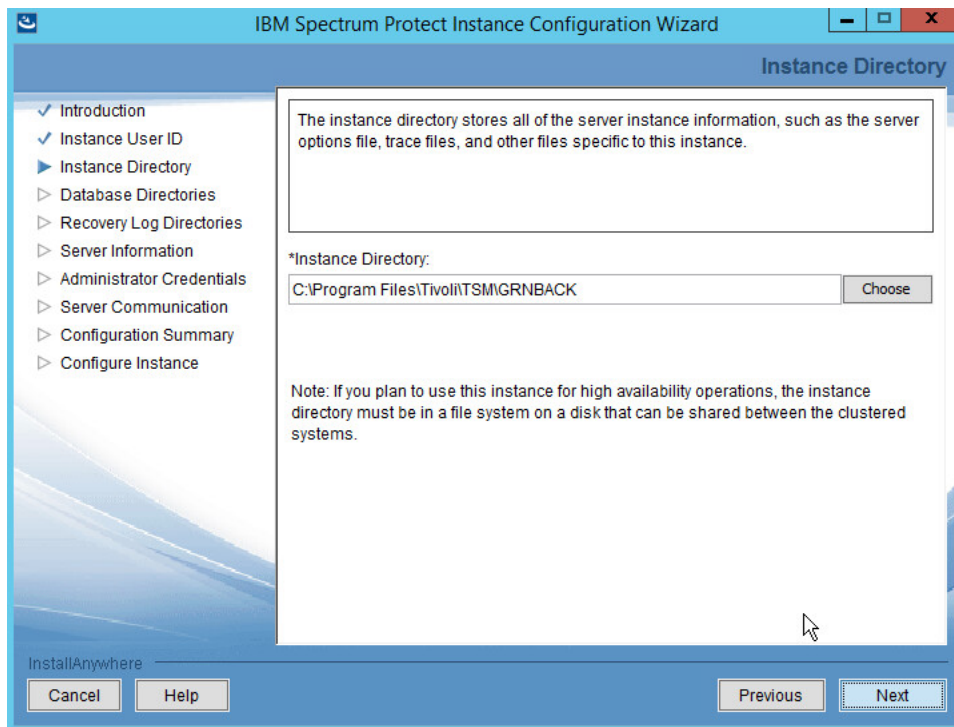 IBM Spectrum Protect Instance Configuration Wizard
Instance Directory
Introduction
Instance User ID
Instance Directory
Database Directories
Recovery Log Directories
Server Information
Administrator Credentials
Server Communication
Configuration Summary
Configure Instance
The instance directory stores all of the server instance information, such as the server
options file, trace files, and other files specific to this instance.
*Instance Directory:
C:\Program Files\Tivoli\TSM\GRNBACK
Choose
Note: If you plan to use this instance for high availability operations, the instance
directory must be in a file system on a disk that can be shared between the clustered
systems.
InstallAnywhere
Cancel Help Previous Next